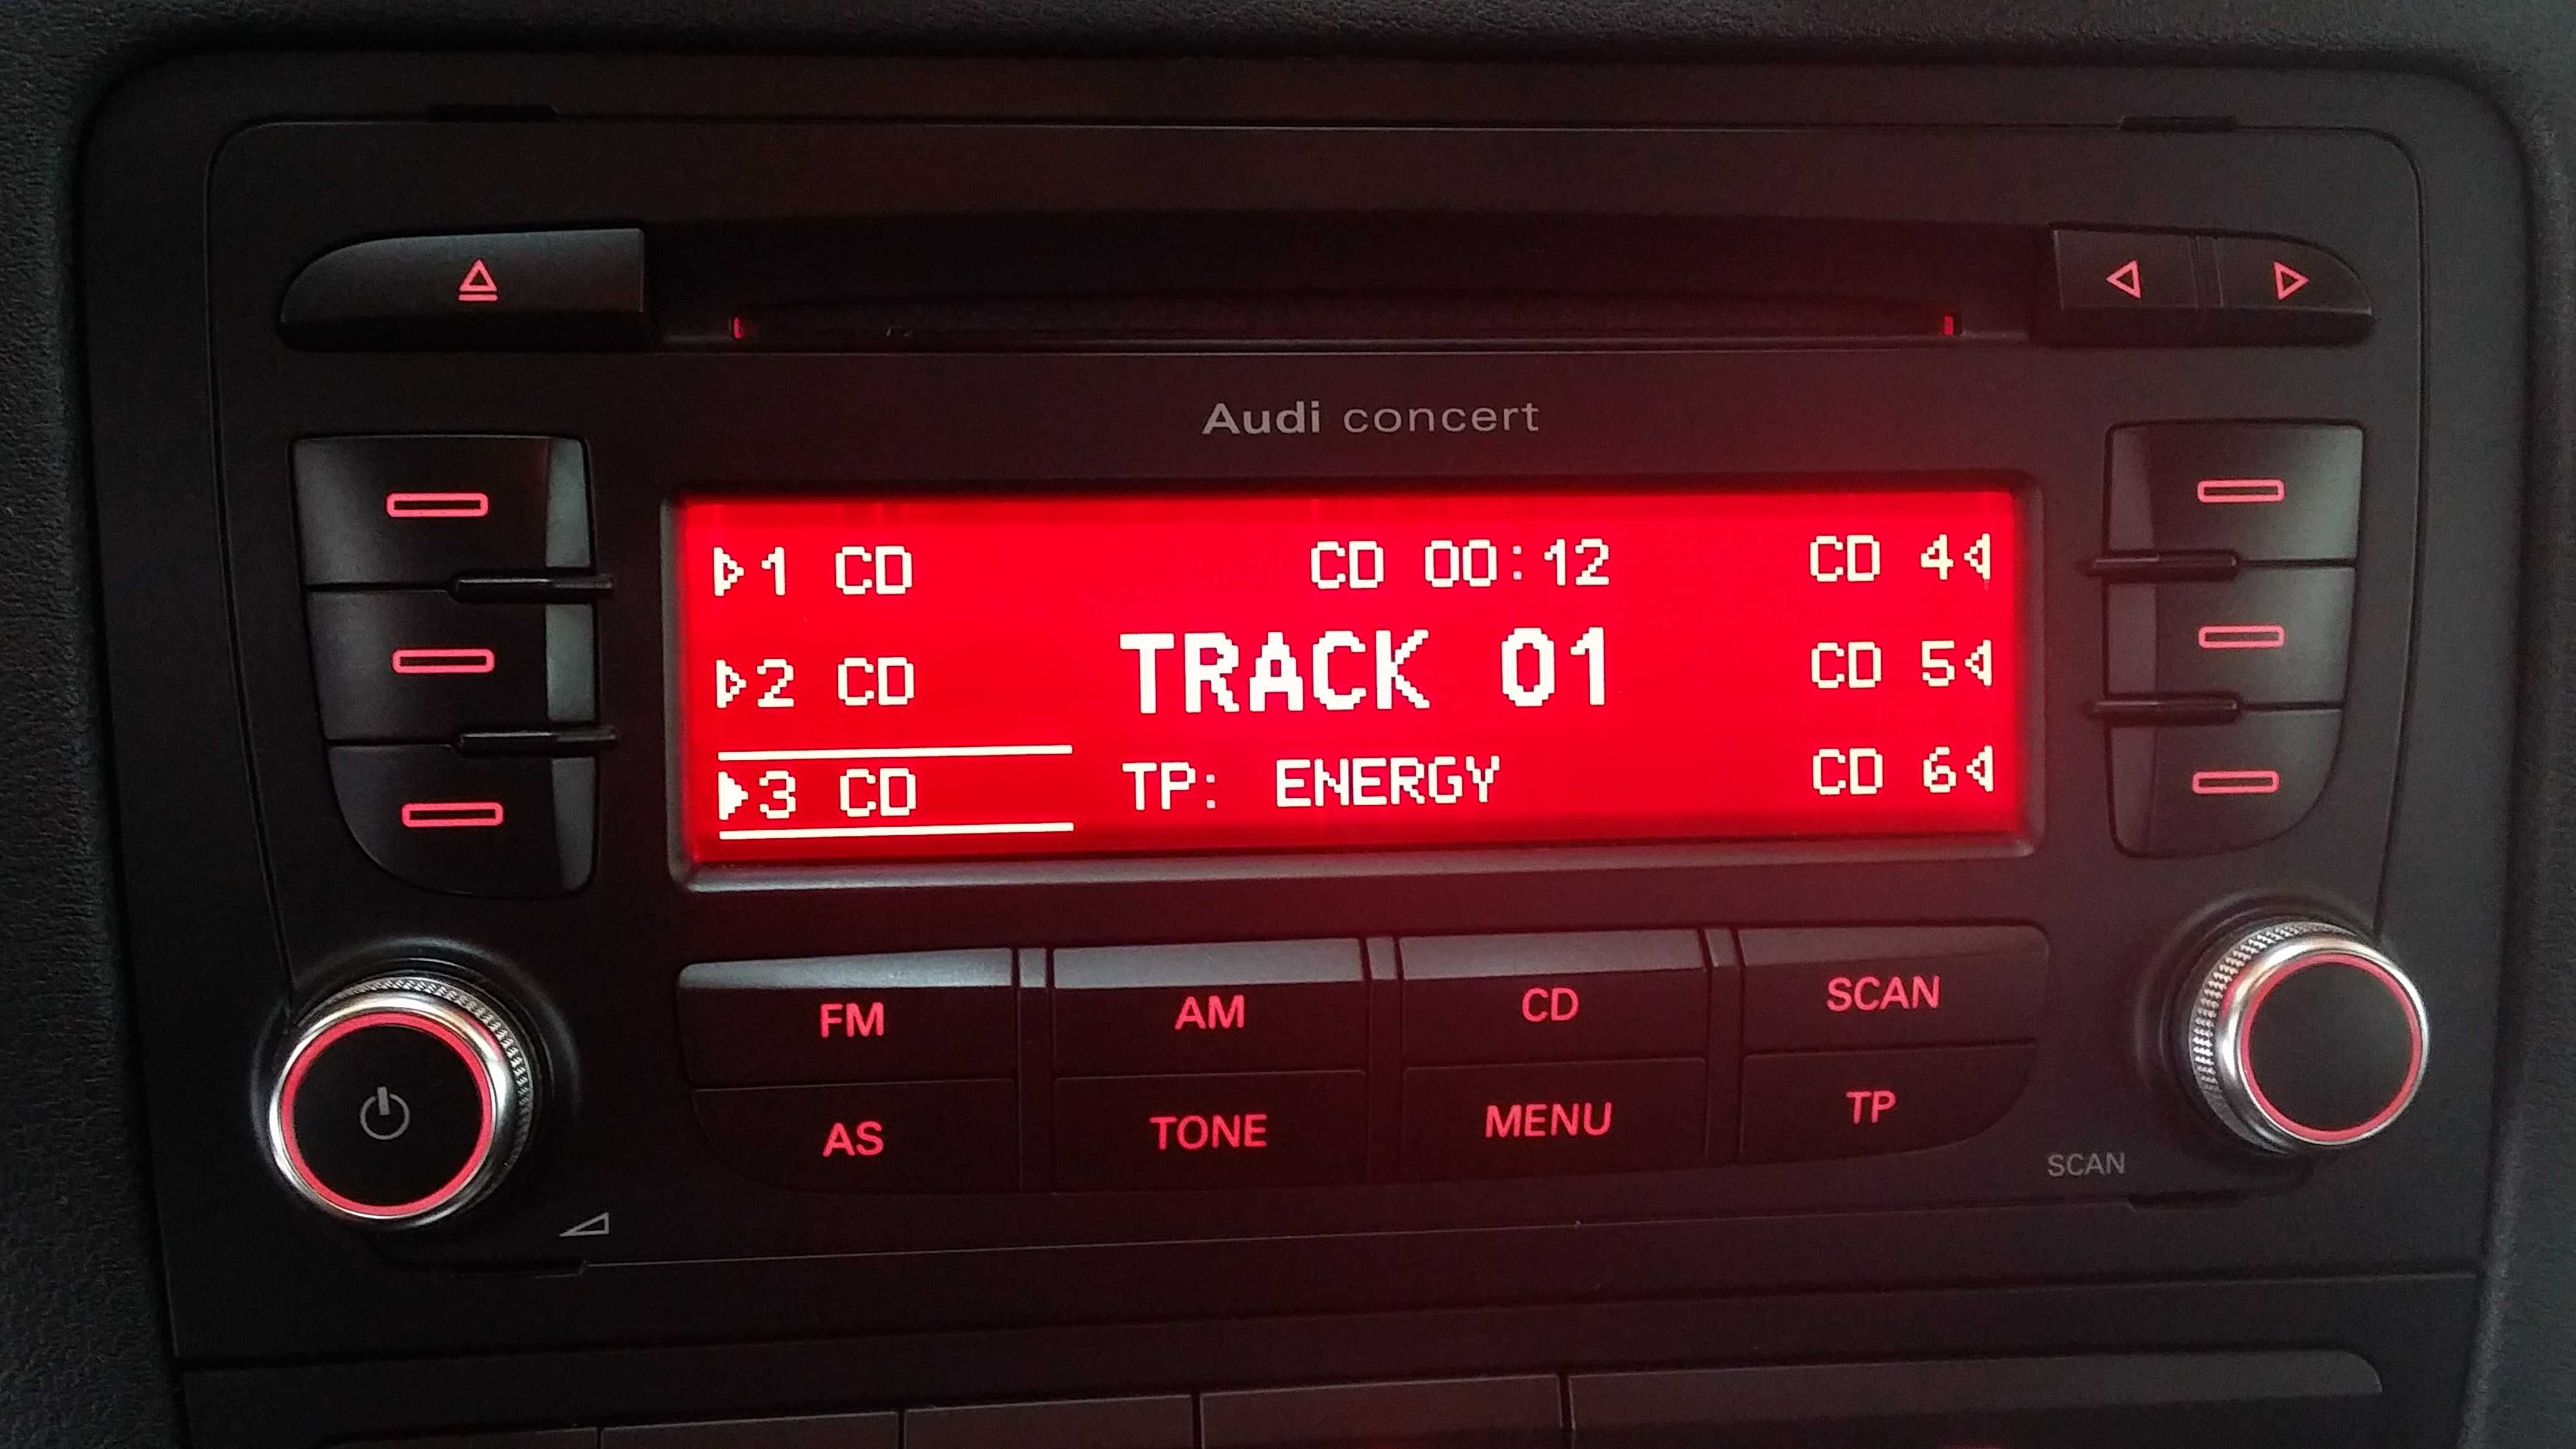 Audi concert
1 CD CD 00:12 CD 4
2 CD TRACK 01 CD 5
3 CD TP: ENERGY CD 6
FM AM CD SCAN
AS TONE MENU TP
SCAN